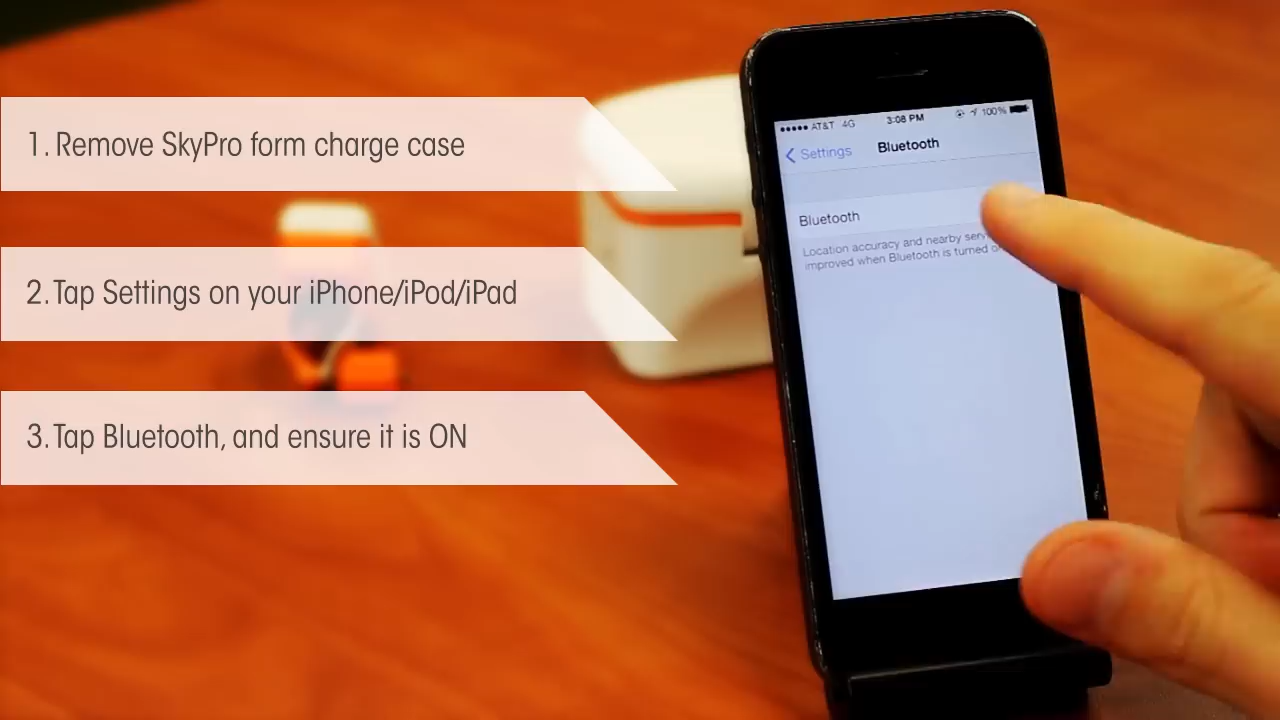 1. Remove SkyPro form charge case
2. Tap Settings on your iPhone/iPod/iPad
3. Tap Bluetooth, and ensure it is ON
AT&T 4G 3:08 PM 100%
Settings Bluetooth
Bluetooth
Location accuracy and nearby
improved when Bluetooth is turned